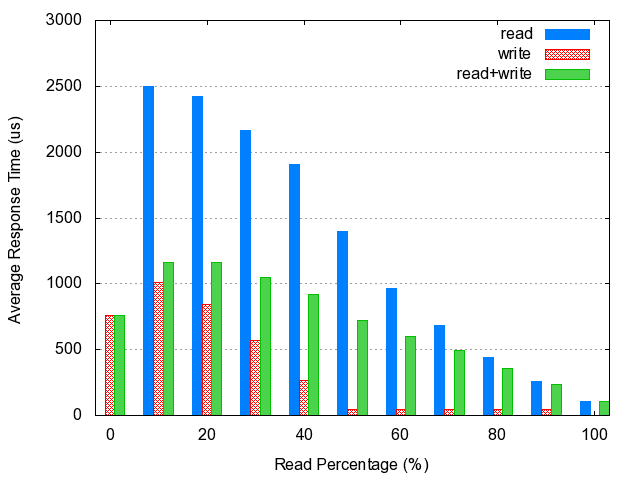 3000
2500
2000
1500
1000
500
0
Average Response Time (us)
read
write
read+write
0 20 40 60 80 100
Read Percentage (%)